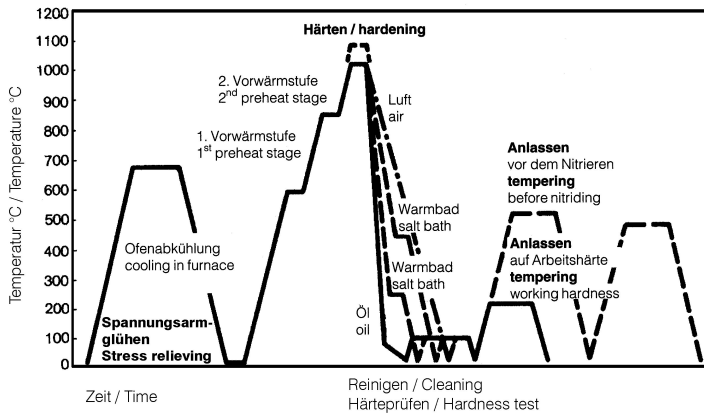 Temperatur °C / Temperature °C
1200
1100
1000
900
800
700
600
500
400
300
200
100
0
Härten / hardening
2. Vorwärmstufe
2nd preheat stage
1. Vorwärmstufe
1st preheat stage
Luft
air
Anlassen
vor dem Nitrieren
tempering
before nitriding
Warmbad
salt bath
Ofenabkühlung
cooling in furnace
Anlassen
auf Arbeitshärte
tempering
working hardness
Warmbad
salt bath
Öl
oil
Spannungsarm-
glühen
Stress relieving
Zeit / Time
Reinigen / Cleaning
Härteprüfen / Hardness test